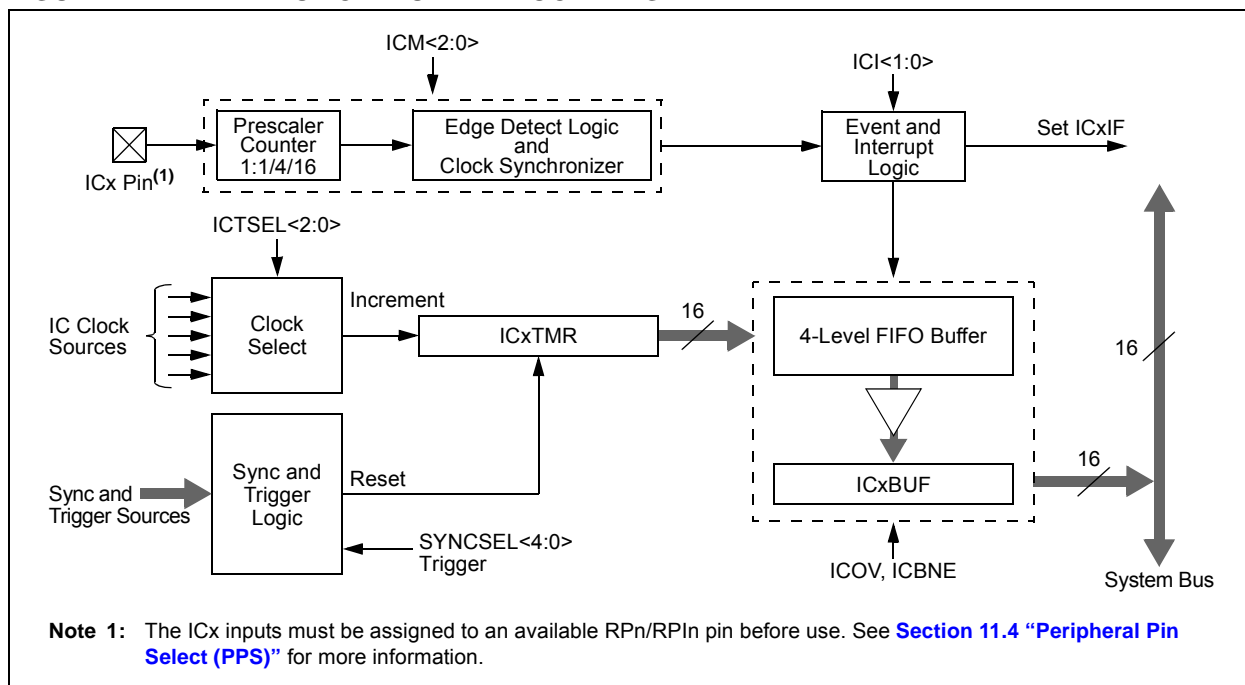 ICM<2:0>
ICI<1:0>
Prescaler
Counter
1:1/4/16
Edge Detect Logic
and
Clock Synchronizer
Event and
Interrupt
Logic
Set ICxIF
ICx Pin(1)
ICTSEL<2:0>
IC Clock
Sources
Clock
Select
Increment
ICxTMR
16
4-Level FIFO Buffer
16
Sync and
Trigger Sources
Sync and
Trigger
Logic
Reset
ICxBUF
16
SYNCSEL<4:0>
Trigger
ICOV, ICBNE
System Bus
Note 1: The ICx inputs must be assigned to an available RPn/RPIn pin before use. See Section 11.4 “Peripheral Pin
Select (PPS)” for more information.